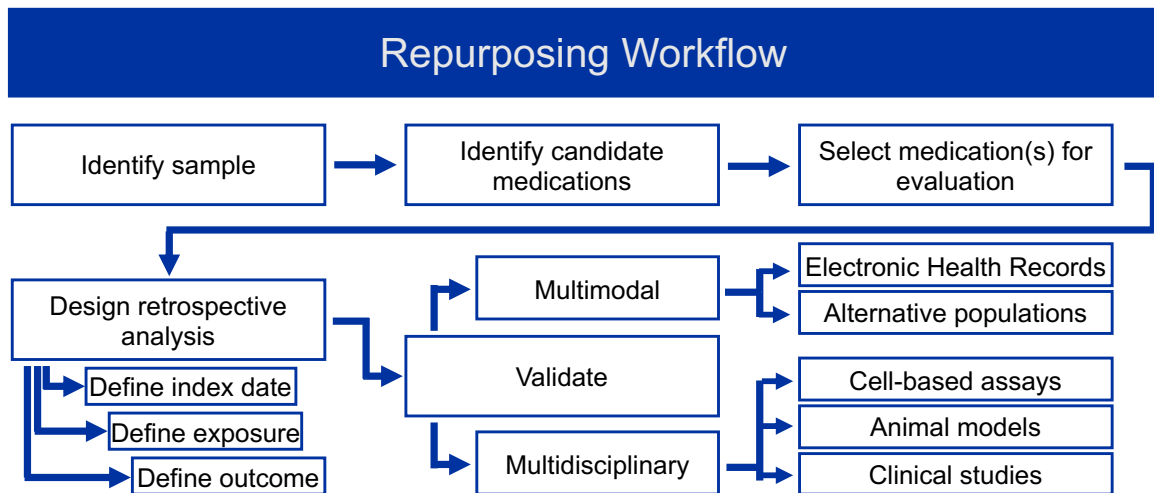 Repurposing Workflow
Identify sample
Identify candidate
medications
Select medication(s) for
evaluation
Design retrospective
analysis
Define index date
Define exposure
Define outcome
Validate
Multimodal
Electronic Health Records
Alternative populations
Multidisciplinary
Cell-based assays
Animal models
Clinical studies